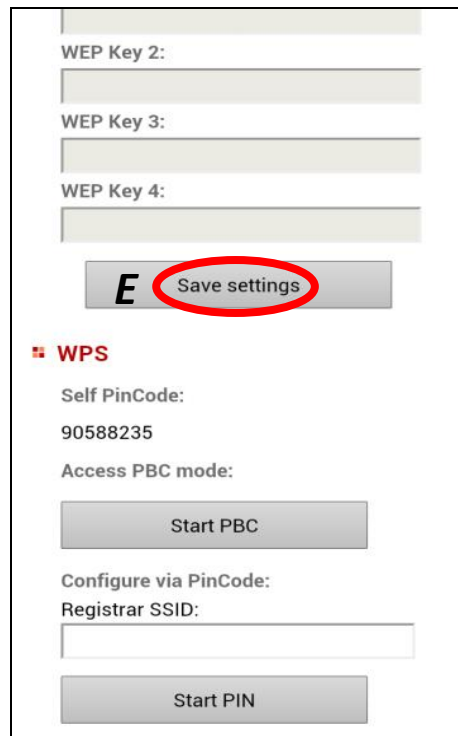 WEP Key 2:
WEP Key 3:
WEP Key 4:
E Save settings
WPS
Self PinCode:
90588235
Access PBC mode:
Start PBC
Configure via PinCode:
Registrar SSID:
Start PIN